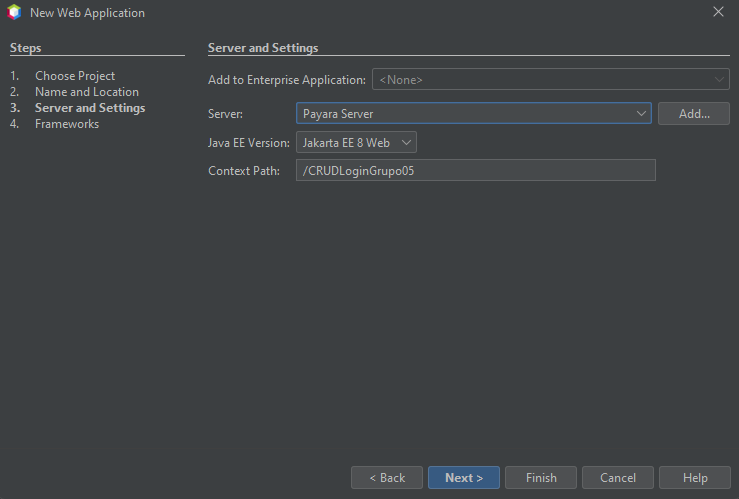 New Web Application
Steps
1. Choose Project
2. Name and Location
3. Server and Settings
4. Frameworks
Server and Settings
Add to Enterprise Application: <None>
Server: Payara Server Add...
Java EE Version: Jakarta EE 8 Web
Context Path: /CRUDLoginGrupo05
< Back Next > Finish Cancel Help